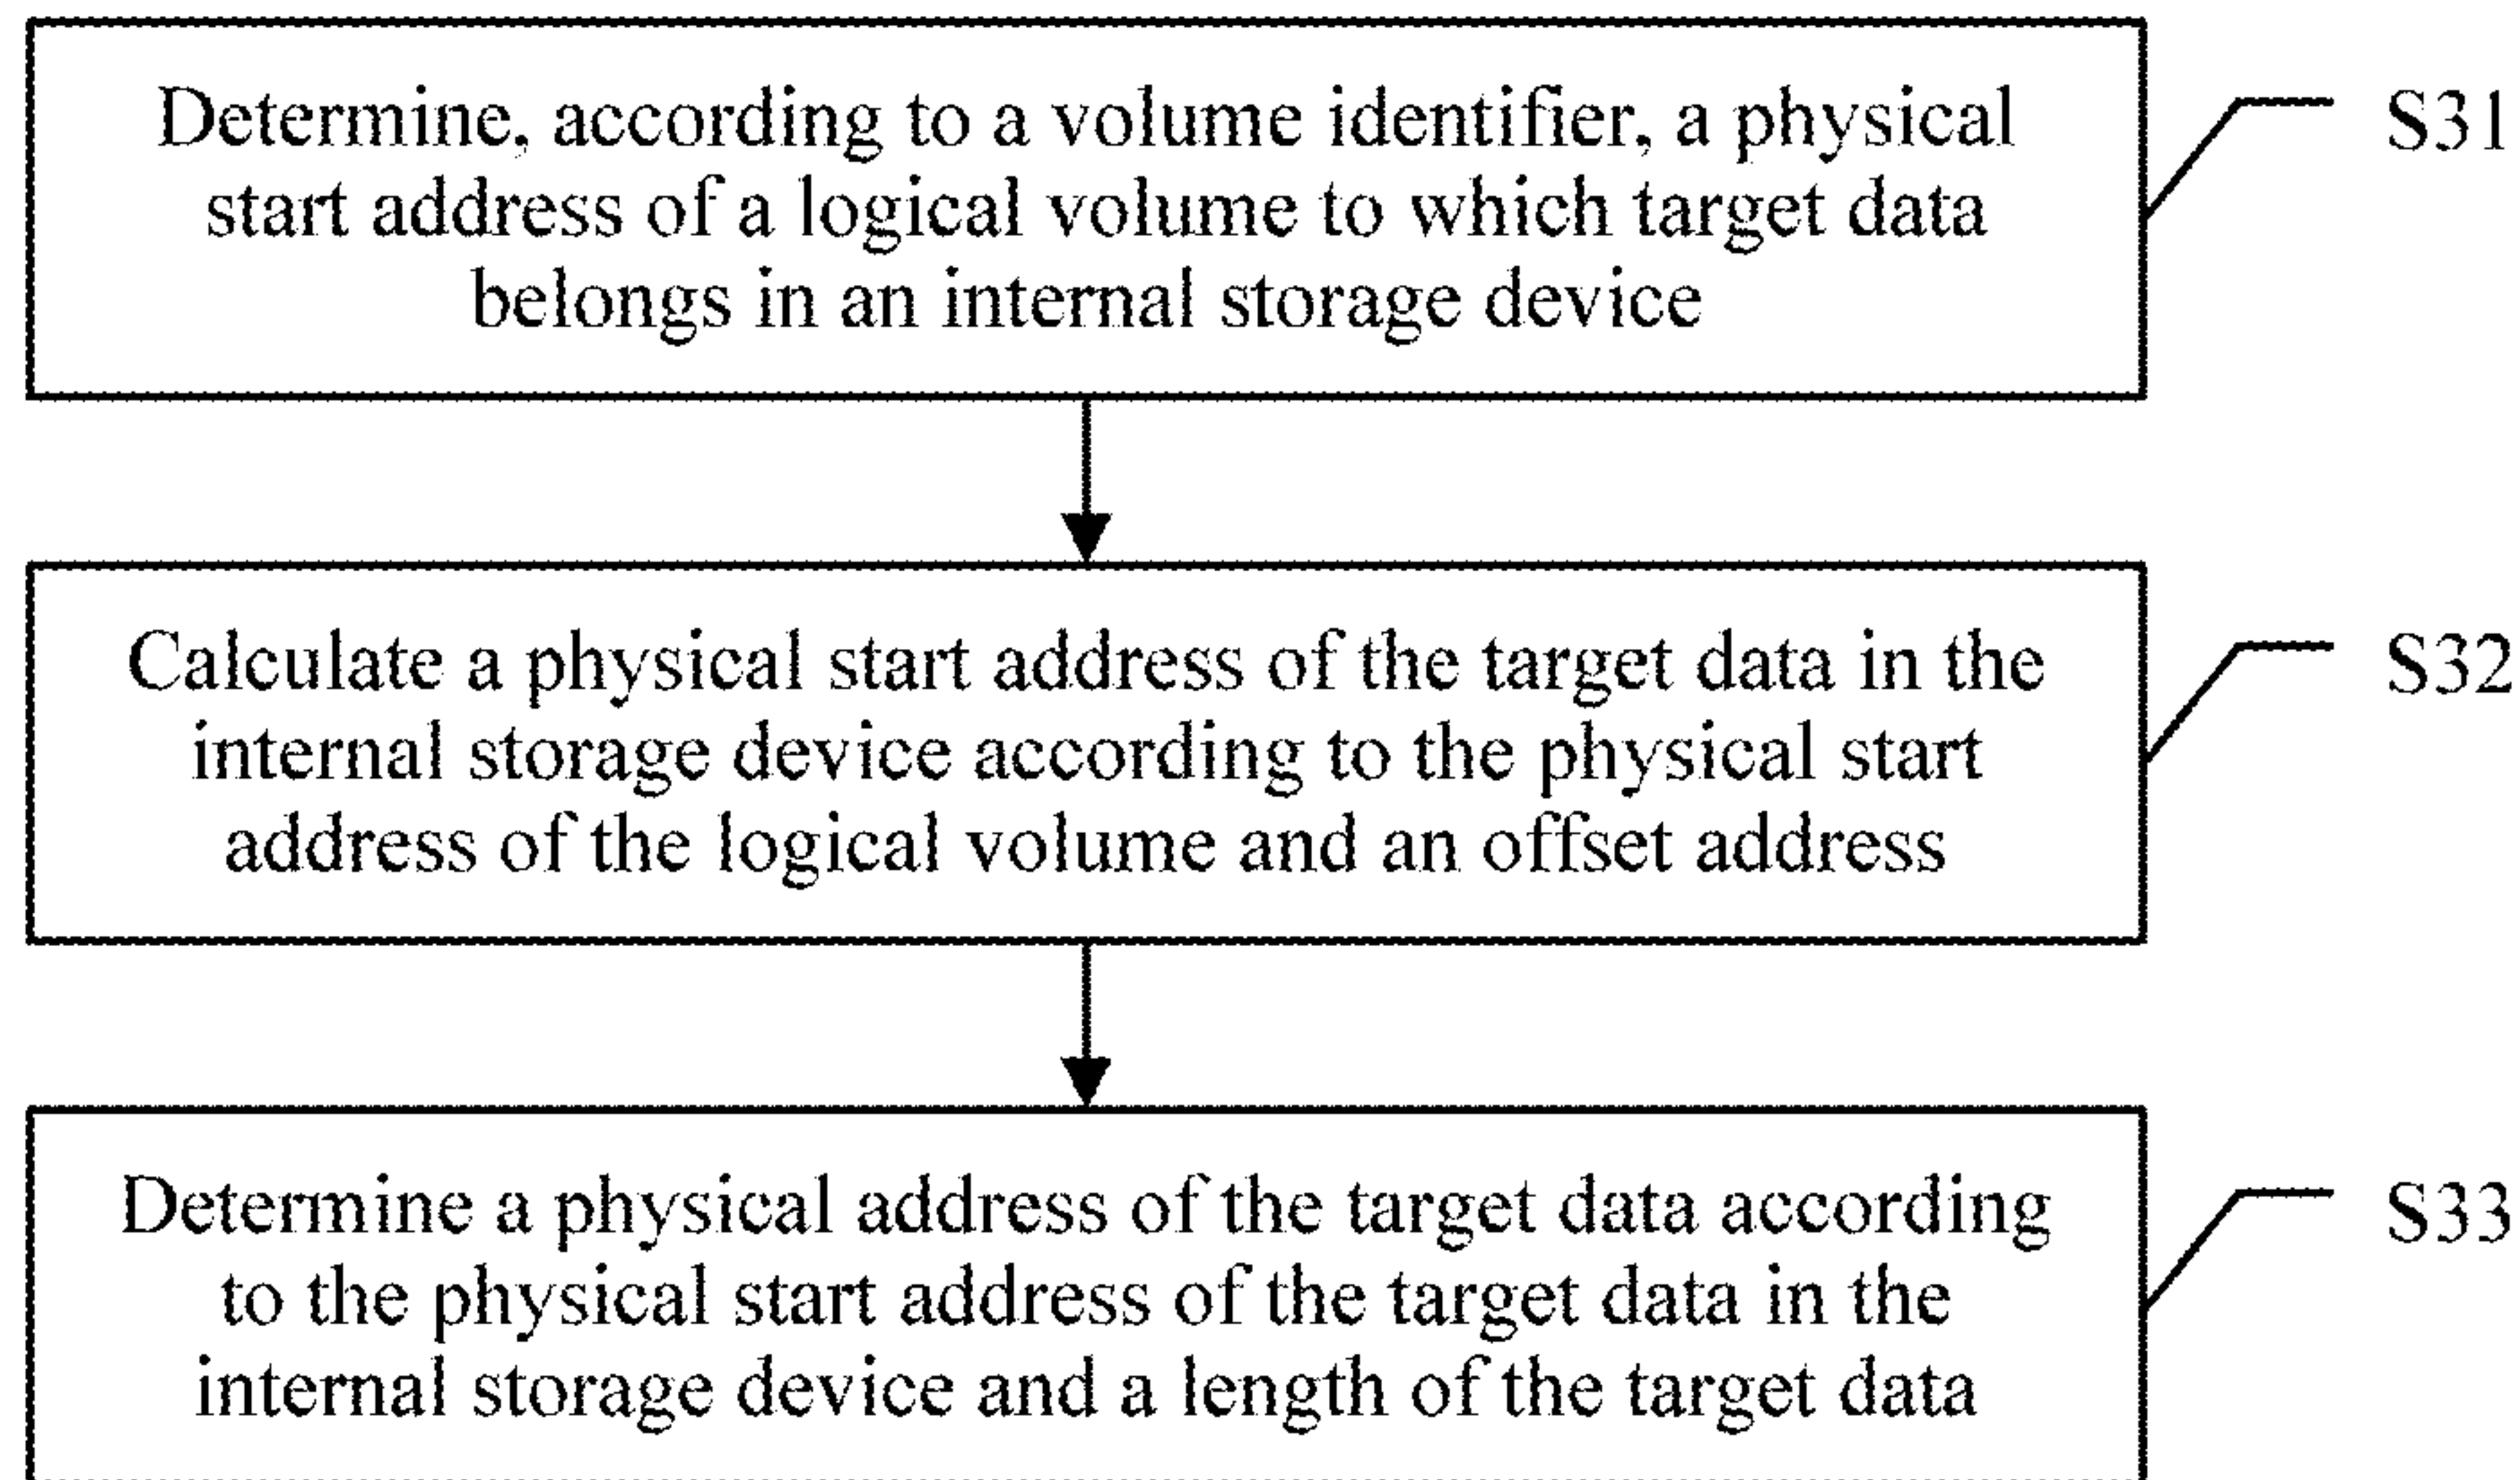 Determine, according to a volume identifier, a physical
start address of a logical volume to which target data
belongs in an internal storage device
S31
Calculate a physical start address of the target data in the
internal storage device according to the physical start
address of the logical volume and an offset address
S32
Determine a physical address of the target data according
to the physical start address of the target data in the
internal storage device and a length of the target data
S33